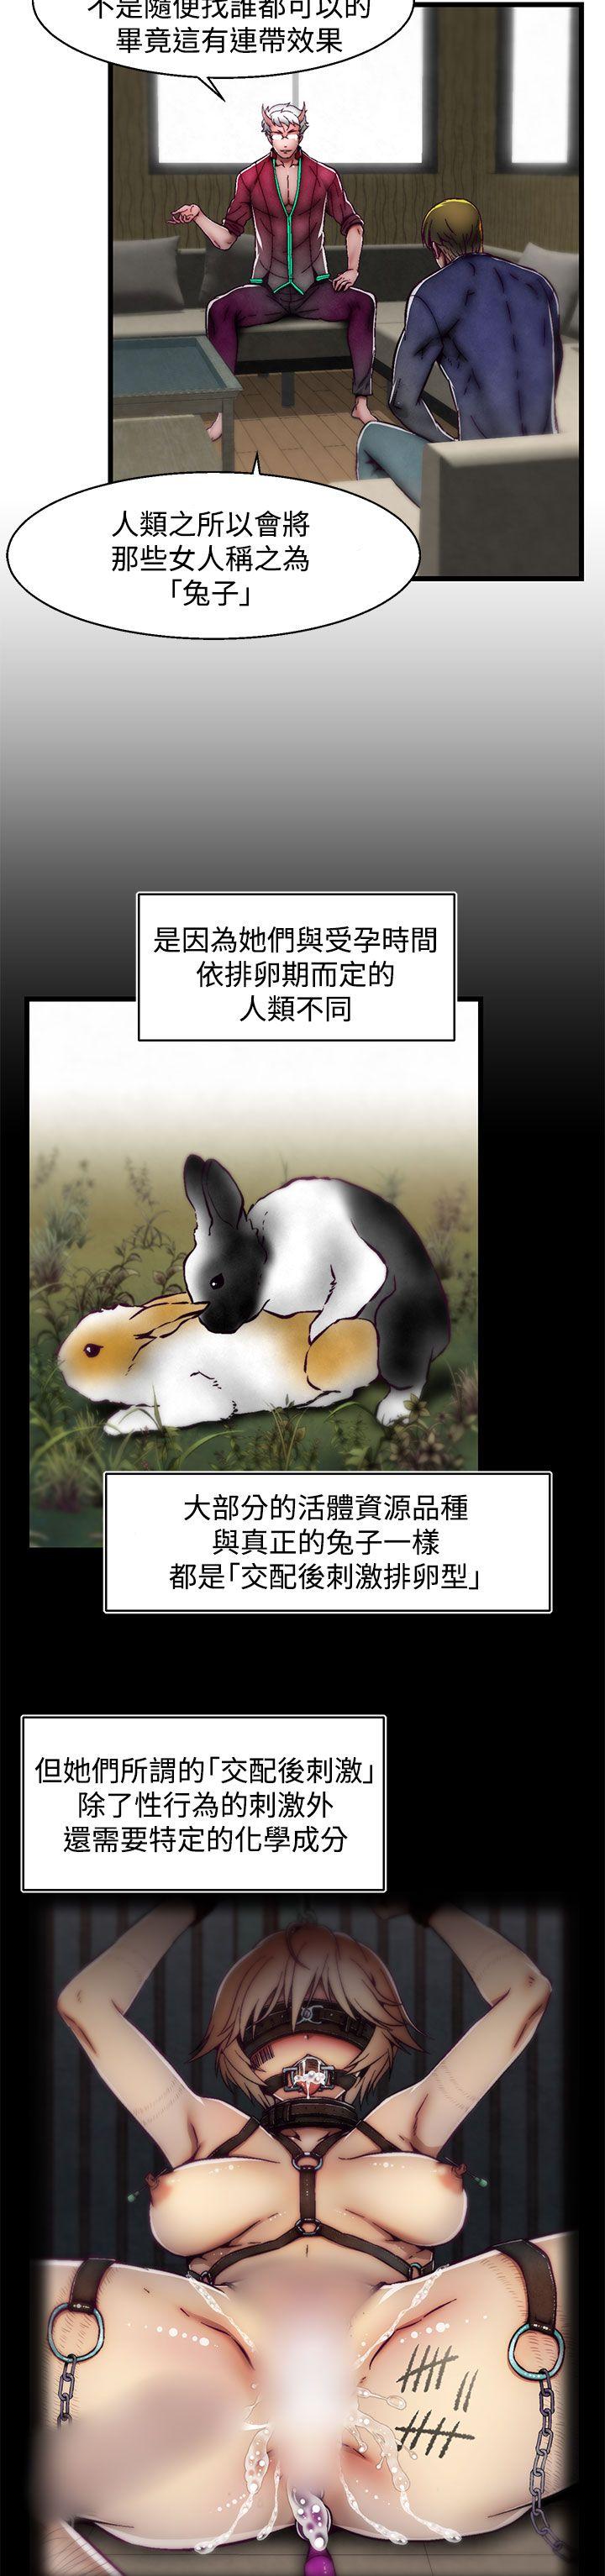 不是隨便找誰都可以的
畢竟這有連帶效果
人類之所以會將
那些女人稱之為
「兔子」
是因為她們與受孕時間
依排卵期而定的
人類不同
大部分的活體資源品種
與真正的兔子一樣
都是「交配後刺激排卵型」
但她們所謂的「交配後刺激」
除了性行為的刺激外
還需要特定的化學成分